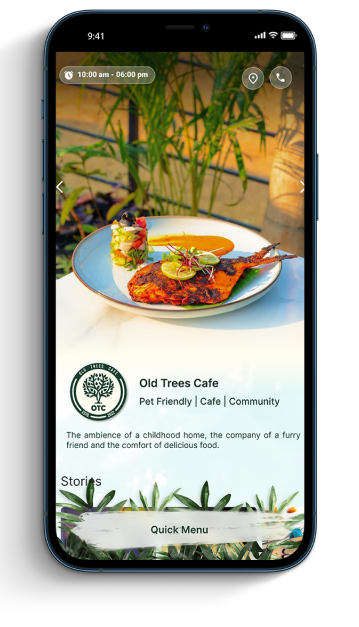 9:41
10:00 am - 06:00 pm
OLD TREES CAFE
OTC
Old Trees Cafe
Pet Friendly | Cafe | Community
The ambience of a childhood home, the company of a furry
friend and the comfort of delicious food.
Stories
Quick Menu